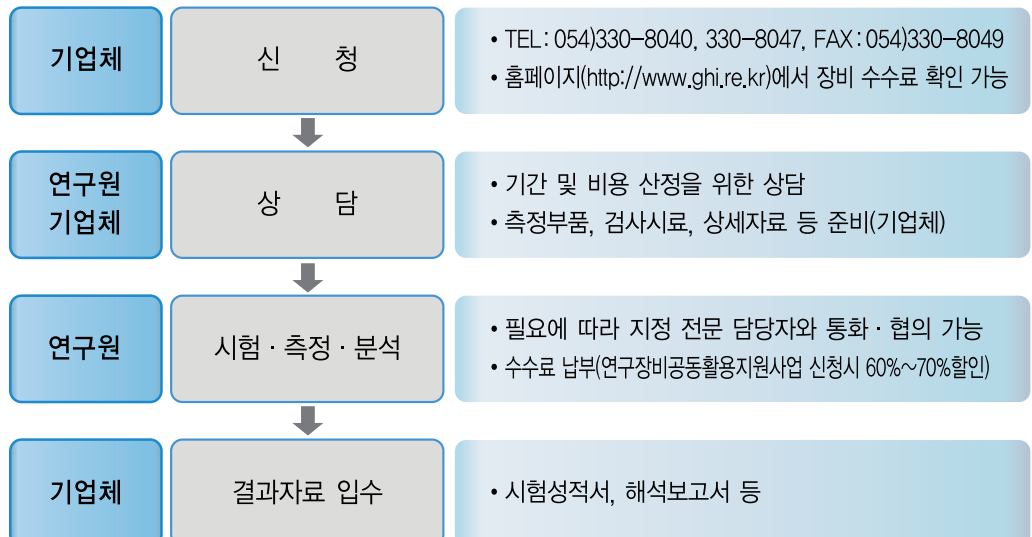 기업체
신 청
• TEL : 054)330-8040, 330-8047, FAX : 054)330-8049
• 홈페이지(http://www.ghi.re.kr)에서 장비 수수료 확인 가능
연구원
기업체
상 담
• 기간 및 비용 산정을 위한 상담
• 측정부품, 검사시료, 상세자료 등 준비(기업체)
연구원
시험 · 측정 · 분석
• 필요에 따라 지정 전문 담당자와 통화 · 협의 가능
• 수수료 납부(연구장비공동활용지원사업 신청시 60%~70%할인)
기업체
결과자료 입수
• 시험성적서, 해석보고서 등